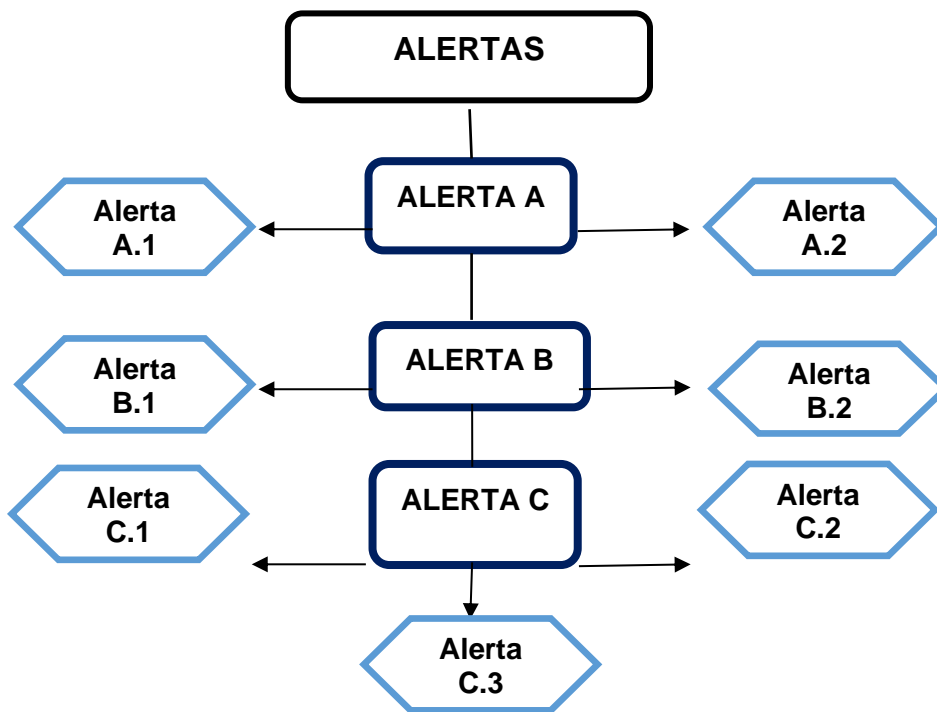 ALERTAS
ALERTA A
Alerta
A.1
Alerta
A.2
ALERTA B
Alerta
B.1
Alerta
B.2
ALERTA C
Alerta
C.1
Alerta
C.2
Alerta
C.3